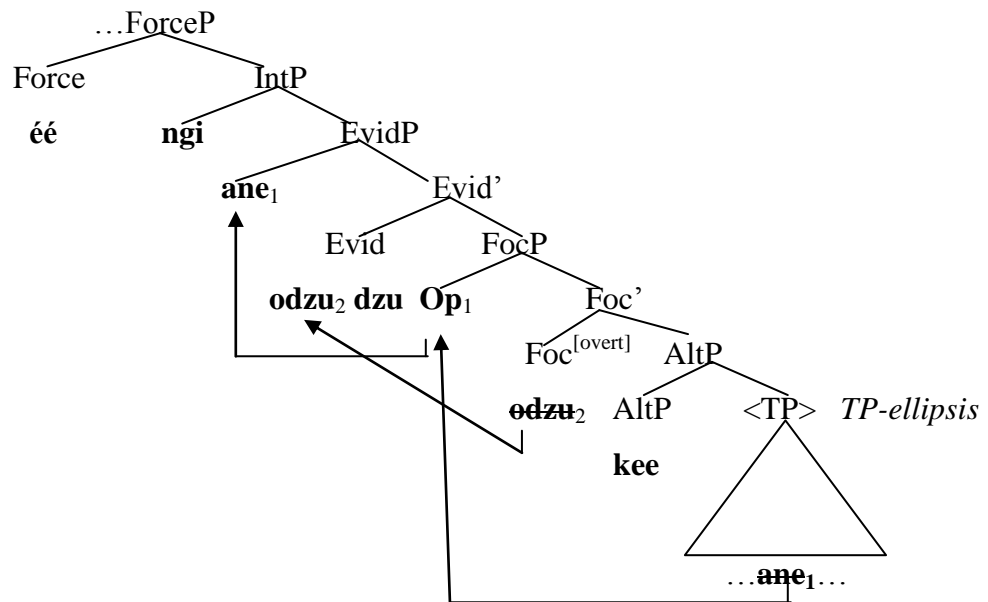 …ForceP
Force IntP
éé ngi EvidP
ane₁ Evid’
Evid FocP
odzu₂ dzu Op₁ Foc’
Foc[overt] AltP
odzu₂ AltP <TP> TP-ellipsis
kee
…ane₁…